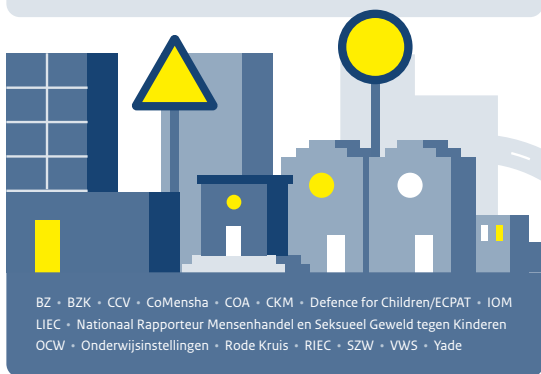 BZ • BZK • CCV • CoMensha • COA • CKM • Defence for Children/ECPAT • IOM
LIEC • Nationaal Rapporteur Mensenhandel en Seksueel Geweld tegen Kinderen
OCW • Onderwijsinstellingen • Rode Kruis • RIEC • SZW • VWS • Yade